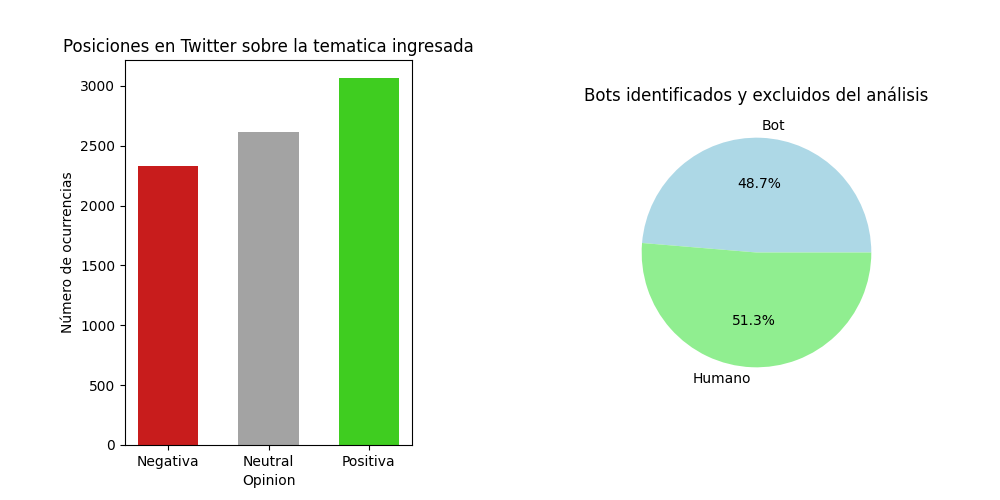 Posiciones en Twitter sobre la tematica ingresada
Número de ocurrencias
3000
2500
2000
1500
1000
500
0
Negativa
Neutral
Positiva
Opinion
Bots identificados y excluidos del análisis
Bot
48.7%
51.3%
Humano